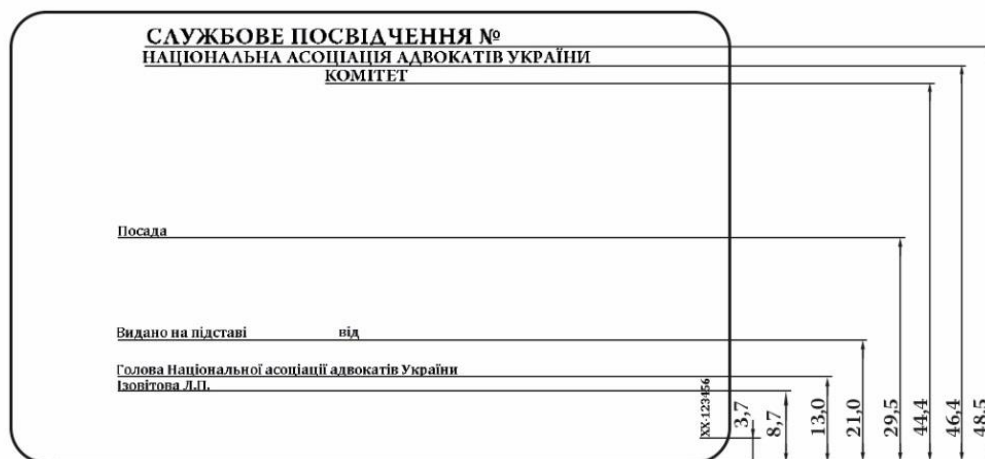 СЛУЖБОВЕ ПОСВІДЧЕННЯ №
НАЦІОНАЛЬНА АСОЦІАЦІЯ АДВОКАТІВ УКРАЇНИ
КОМІТЕТ
Посада
Видано на підставі від
Голова Національної асоціації адвокатів України
Ізовітова Л.П.
XX-123456
3,7
8,7
13,0
21,0
29,5
44,4
46,4
48,5